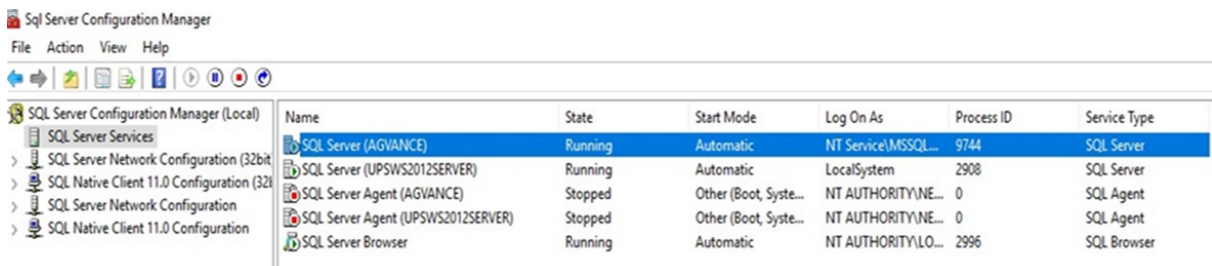 Sql Server Configuration Manager
File Action View Help
SQL Server Configuration Manager (Local)
SQL Server Services
SQL Server Network Configuration (32bit
SQL Native Client 11.0 Configuration (32b
SQL Server Network Configuration
SQL Native Client 11.0 Configuration
Name State Start Mode Log On As Process ID Service Type
SQL Server (AGVANCE) Running Automatic NT Service\MSSQL... 9744 SQL Server
SQL Server (UPSWS2012SERVER) Running Automatic LocalSystem 2908 SQL Server
SQL Server Agent (AGVANCE) Stopped Other (Boot, Syste... NT AUTHORITY\NE... 0 SQL Agent
SQL Server Agent (UPSWS2012SERVER) Stopped Other (Boot, Syste... NT AUTHORITY\NE... 0 SQL Agent
SQL Server Browser Running Automatic NT AUTHORITY\LO... 2996 SQL Browser